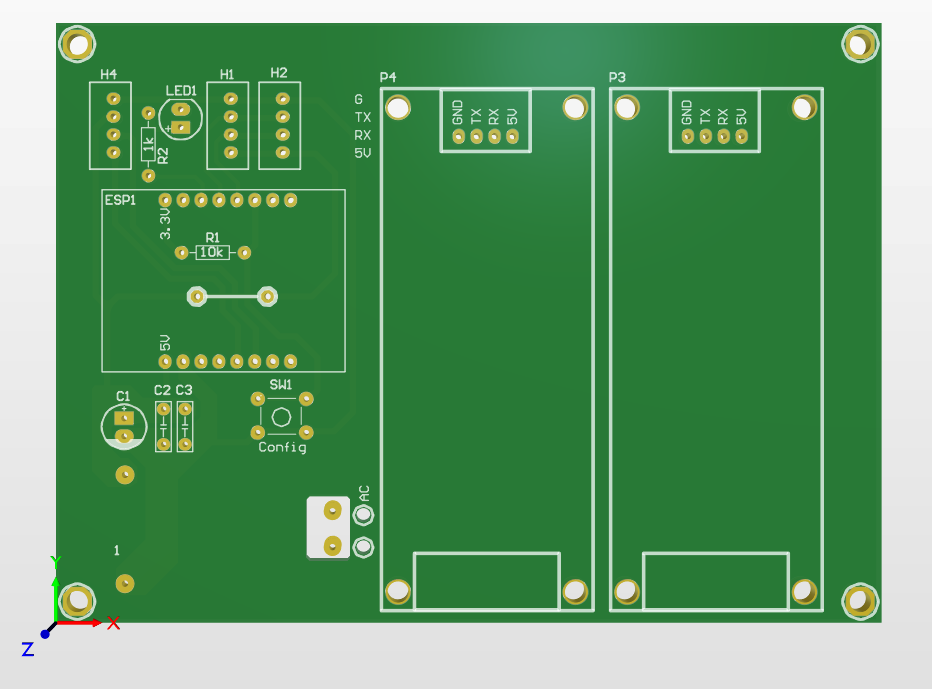 H4
LED1
H1
H2
P4
P3
+
1k
R2
G
TX
RX
5V
GND
TX
RX
5V
GND
TX
RX
5V
ESP1
3.3V
R1
10k
5V
C1
+
C2
C3
SW1
Config
AC
1
Y
X
Z